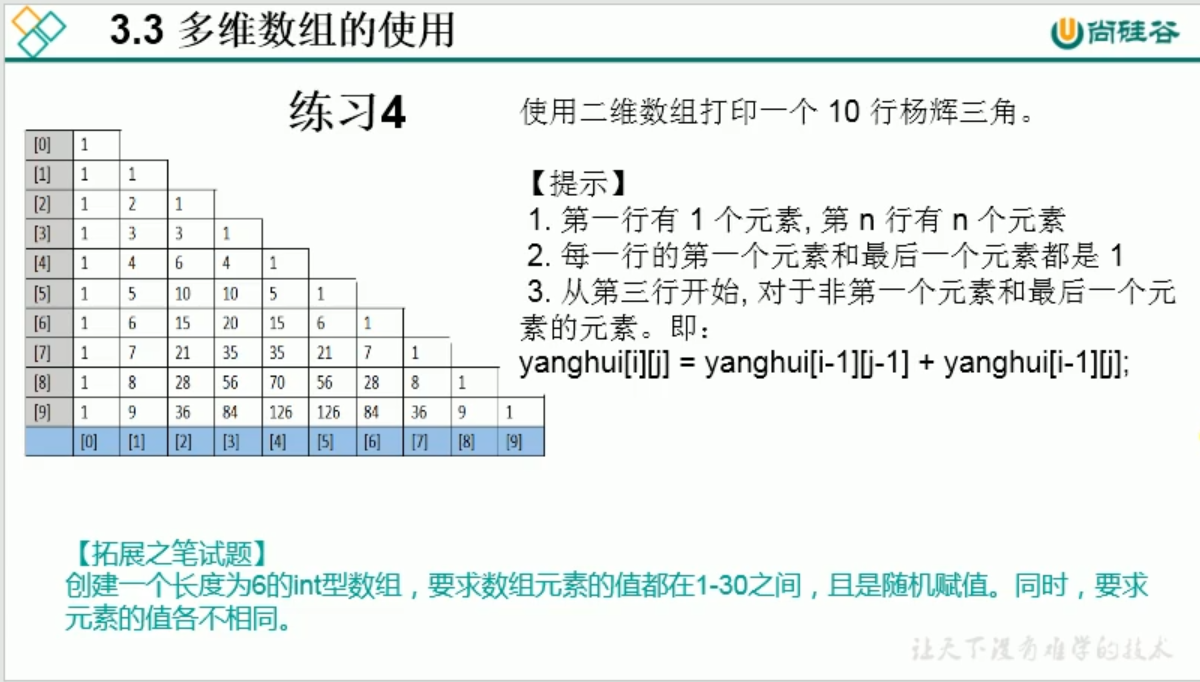 3.3 多维数组的使用
尚硅谷
练习4
使用二维数组打印一个 10 行杨辉三角。
【提示】
1. 第一行有 1 个元素, 第 n 行有 n 个元素
2. 每一行的第一个元素和最后一个元素都是 1
3. 从第三行开始, 对于非第一个元素和最后一个元
素的元素。即：
yanghui[i][j] = yanghui[i-1][j-1] + yanghui[i-1][j];
[0] 1
[1] 1 1
[2] 1 2 1
[3] 1 3 3 1
[4] 1 4 6 4 1
[5] 1 5 10 10 5 1
[6] 1 6 15 20 15 6 1
[7] 1 7 21 35 35 21 7 1
[8] 1 8 28 56 70 56 28 8 1
[9] 1 9 36 84 126 126 84 36 9 1
[0] [1] [2] [3] [4] [5] [6] [7] [8] [9]
【拓展之笔试题】
创建一个长度为6的int型数组，要求数组元素的值都在1-30之间，且是随机赋值。同时，要求
元素的值各不相同。
让天下没有难学的技术